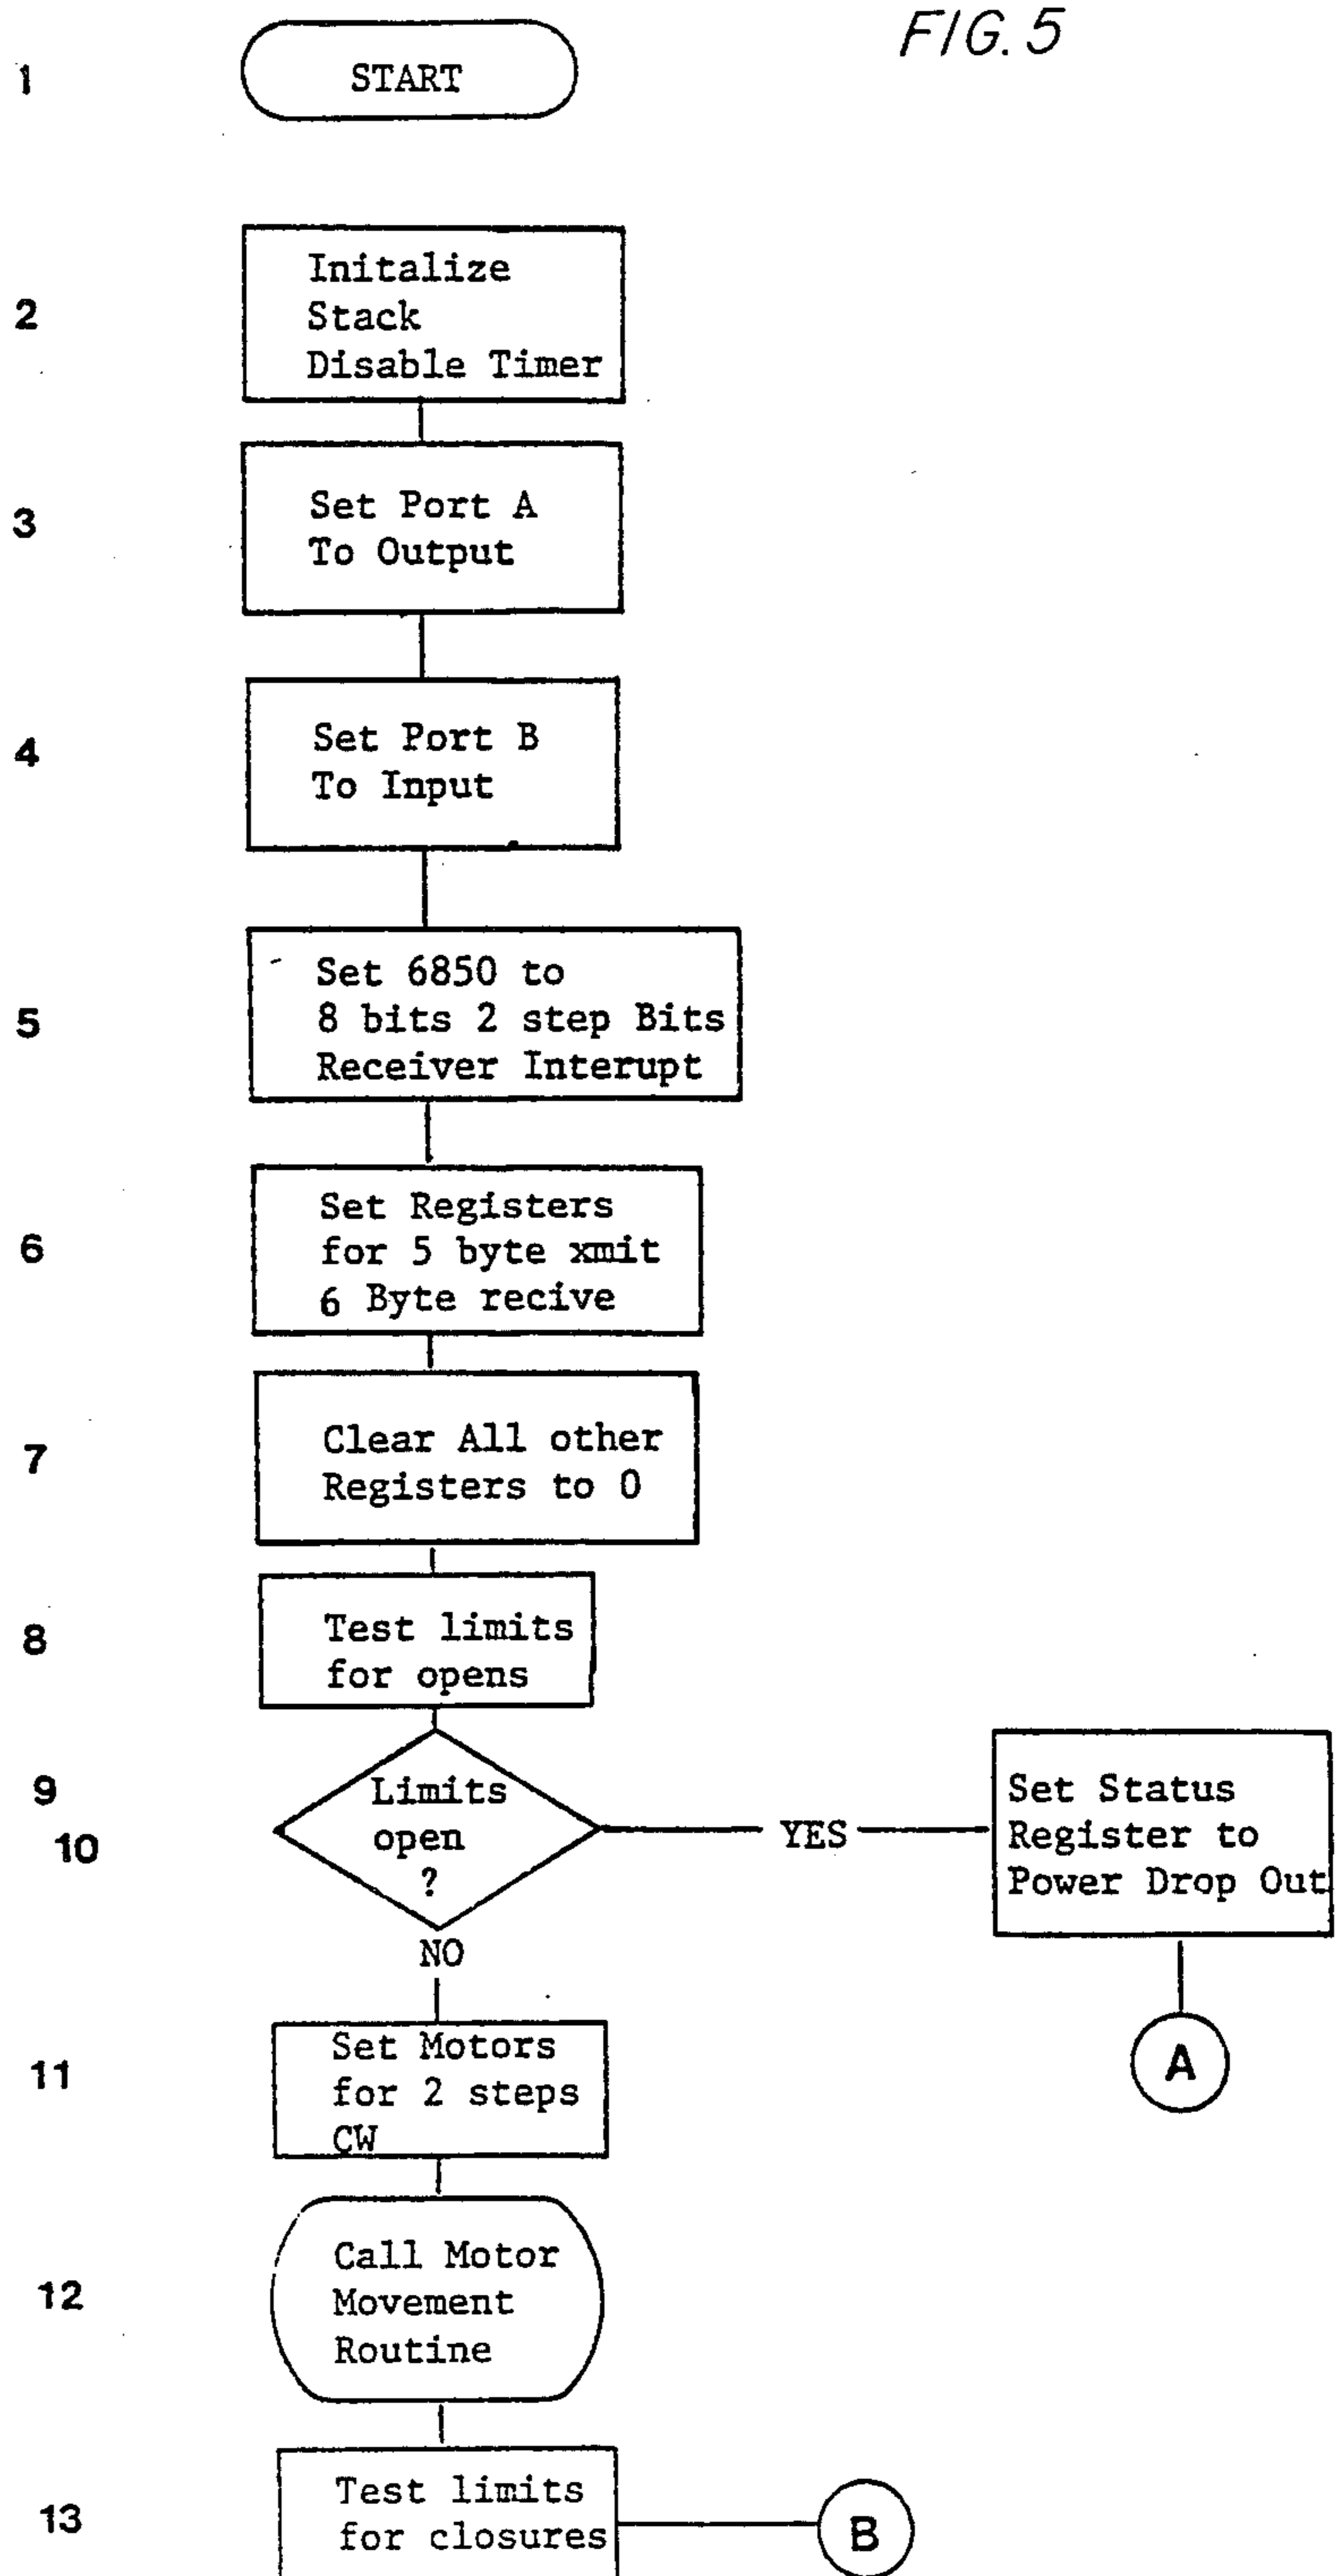 FIG. 5
1
START
2
Initalize
Stack
Disable Timer
3
Set Port A
To Output
4
Set Port B
To Input
5
Set 6850 to
8 bits 2 step Bits
Receiver Interupt
6
Set Registers
for 5 byte xmit
6 Byte recive
7
Clear All other
Registers to 0
8
Test limits
for opens
9
10
Limits
open
?
YES
Set Status
Register to
Power Drop Out
A
NO
11
Set Motors
for 2 steps
CW
12
Call Motor
Movement
Routine
13
Test limits
for closures
B